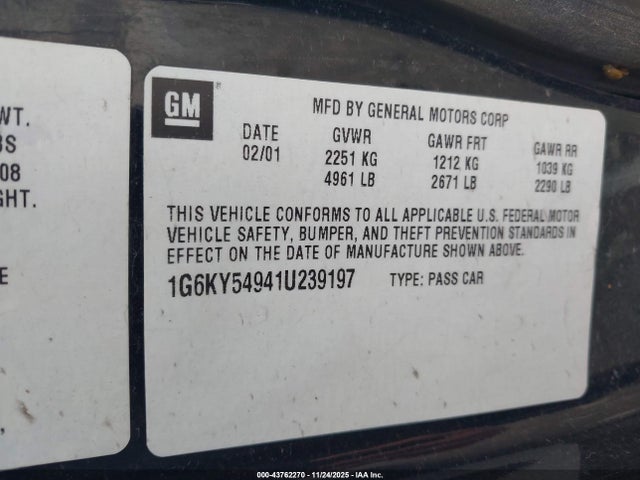 WT.
08
GHT.
E
GM
MFD BY GENERAL MOTORS CORP
DATE GVWR GAWR FRT GAWR RR
02/01 2251 KG 1212 KG 1039 KG
4961 LB 2671 LB 2290 LB
THIS VEHICLE CONFORMS TO ALL APPLICABLE U.S. FEDERAL MOTOR
VEHICLE SAFETY, BUMPER, AND THEFT PREVENTION STANDARDS IN
EFFECT ON THE DATE OF MANUFACTURE SHOWN ABOVE.
1G6KY54941U239197 TYPE: PASS CAR
000-43762270 - 11/24/2025 - IAA Inc.